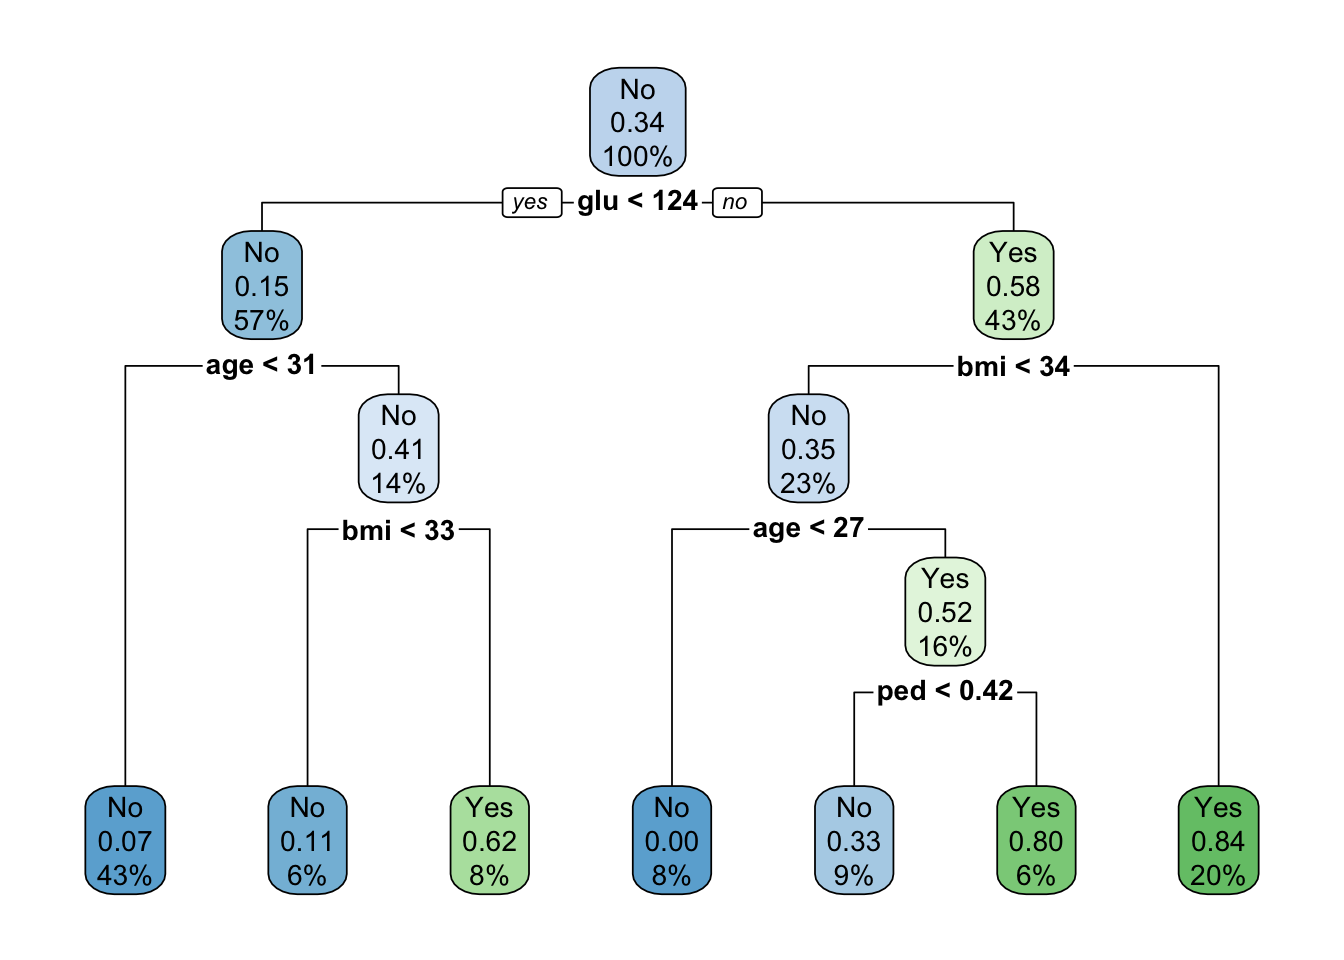 No
0.34
100%
yes glu < 124 no
No
0.15
57%
Yes
0.58
43%
age < 31
bmi < 34
No
0.41
14%
No
0.35
23%
bmi < 33
age < 27
Yes
0.52
16%
ped < 0.42
No
0.07
43%
No
0.11
6%
Yes
0.62
8%
No
0.00
8%
No
0.33
9%
Yes
0.80
6%
Yes
0.84
20%